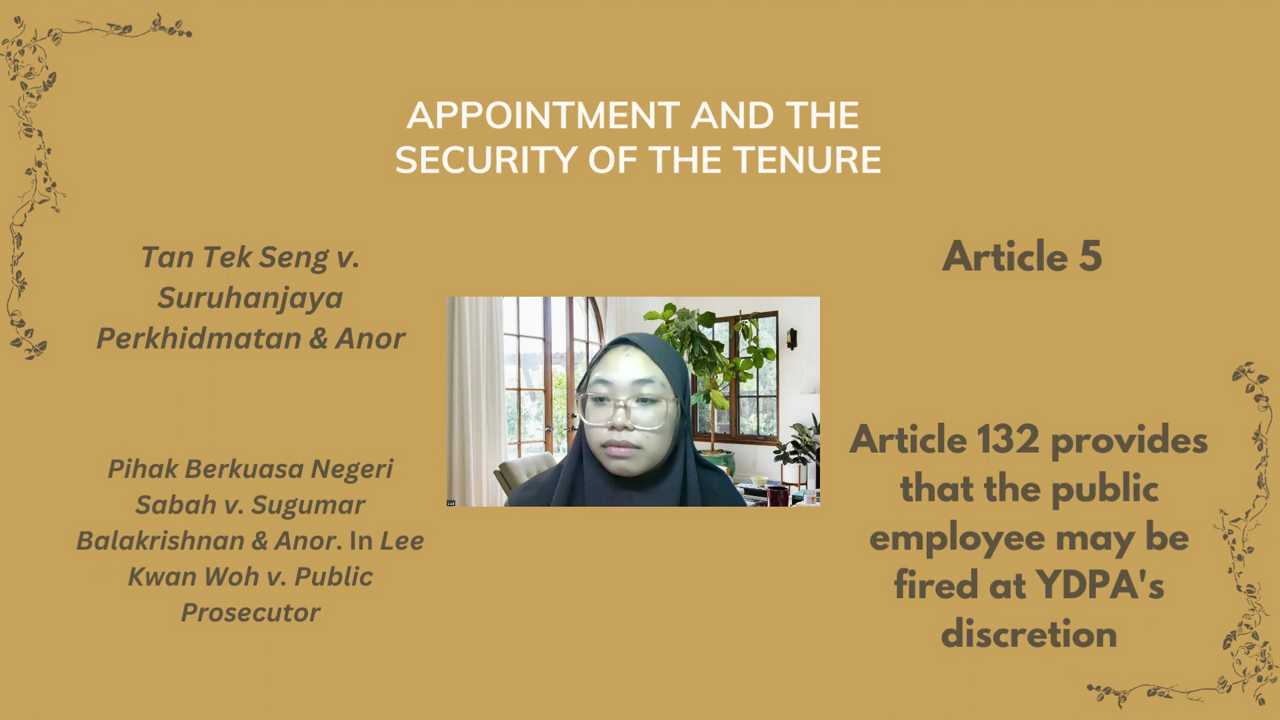 APPOINTMENT AND THE
SECURITY OF THE TENURE
Tan Tek Seng v.
Suruhanjaya
Perkhidmatan & Anor
Pihak Berkuasa Negeri
Sabah v. Sugumar
Balakrishnan & Anor. In Lee
Kwan Woh v. Public
Prosecutor
Article 5
Article 132 provides
that the public
employee may be
fired at YDPA's
discretion